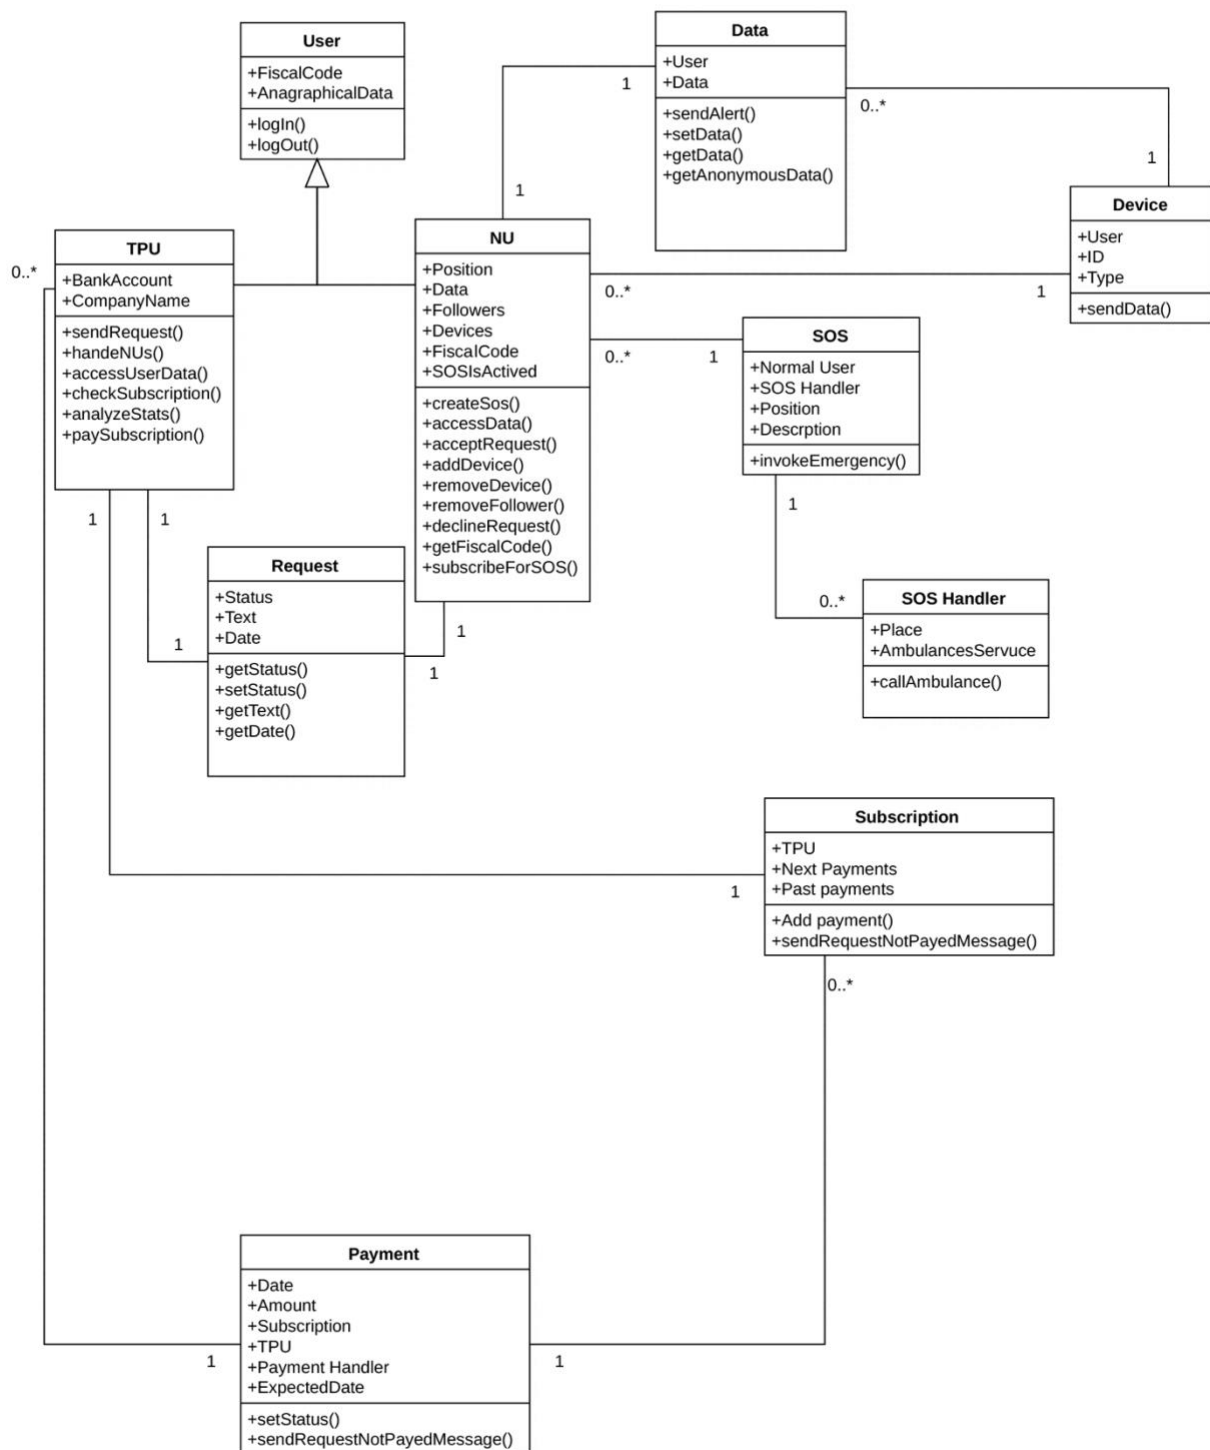 User
+FiscalCode
+AnagraphicalData
+logIn()
+logOut()
Data
+User
+Data
+sendAlert()
+setData()
+getData()
+getAnonymousData()
1
1
0..*
1
Device
+User
+ID
+Type
+sendData()
TPU
+BankAccount
+CompanyName
+sendRequest()
+handeNUs()
+accessUserData()
+checkSubscription()
+analyzeStats()
+paySubscription()
0..*
NU
+Position
+Data
+Followers
+Devices
+FiscalCode
+SOSIsActived
+createSos()
+accessData()
+acceptRequest()
+addDevice()
+removeDevice()
+removeFollower()
+declineRequest()
+getFiscalCode()
+subscribeForSOS()
0..*
1
0..*
1
SOS
+Normal User
+SOS Handler
+Position
+Descrption
+invokeEmergency()
1
0..*
SOS Handler
+Place
+AmbulancesServuce
+callAmbulance()
1
1
Request
+Status
+Text
+Date
+getStatus()
+setStatus()
+getText()
+getDate()
1
1
1
Subscription
+TPU
+Next Payments
+Past payments
+Add payment()
+sendRequestNotPayedMessage()
1
0..*
Payment
+Date
+Amount
+Subscription
+TPU
+Payment Handler
+ExpectedDate
+setStatus()
+sendRequestNotPayedMessage()
1
1